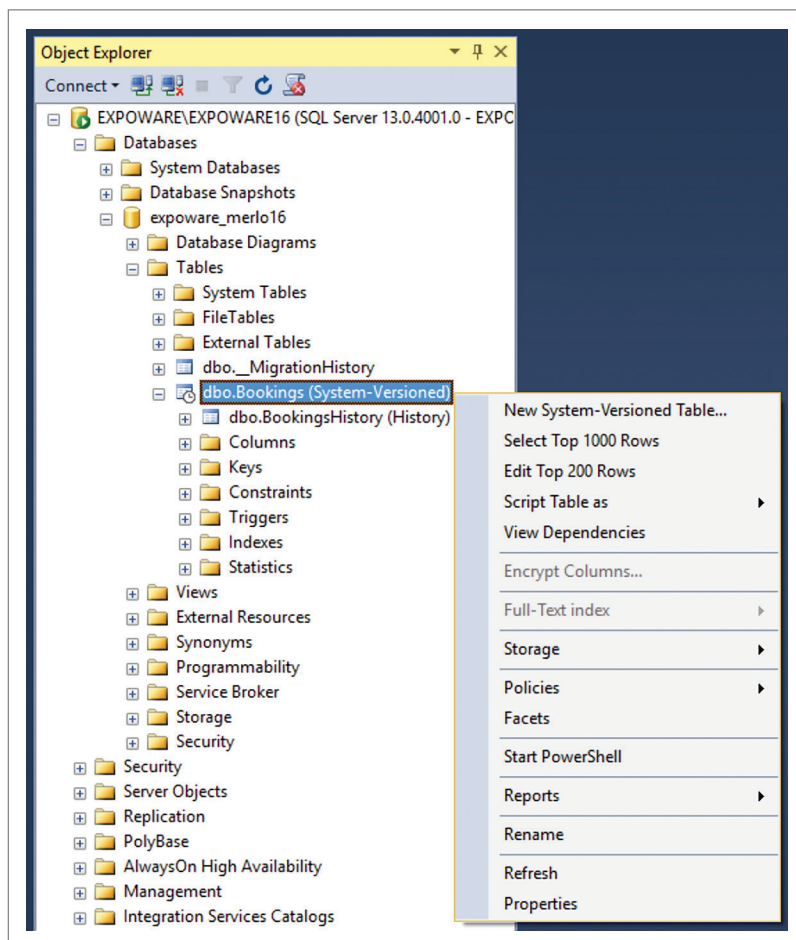 Object Explorer
Connect
EXPOWARE\EXPOWARE16 (SQL Server 13.0.4001.0 - EXPC
Databases
System Databases
Database Snapshots
expoware_merlo16
Database Diagrams
Tables
System Tables
FileTables
External Tables
dbo.__MigrationHistory
dbo.Bookings (System-Versioned)
dbo.BookingsHistory (History)
Columns
Keys
Constraints
Triggers
Indexes
Statistics
Views
External Resources
Synonyms
Programmability
Service Broker
Storage
Security
Security
Server Objects
Replication
PolyBase
AlwaysOn High Availability
Management
Integration Services Catalogs
New System-Versioned Table...
Select Top 1000 Rows
Edit Top 200 Rows
Script Table as
View Dependencies
Encrypt Columns...
Full-Text index
Storage
Policies
Facets
Start PowerShell
Reports
Rename
Refresh
Properties